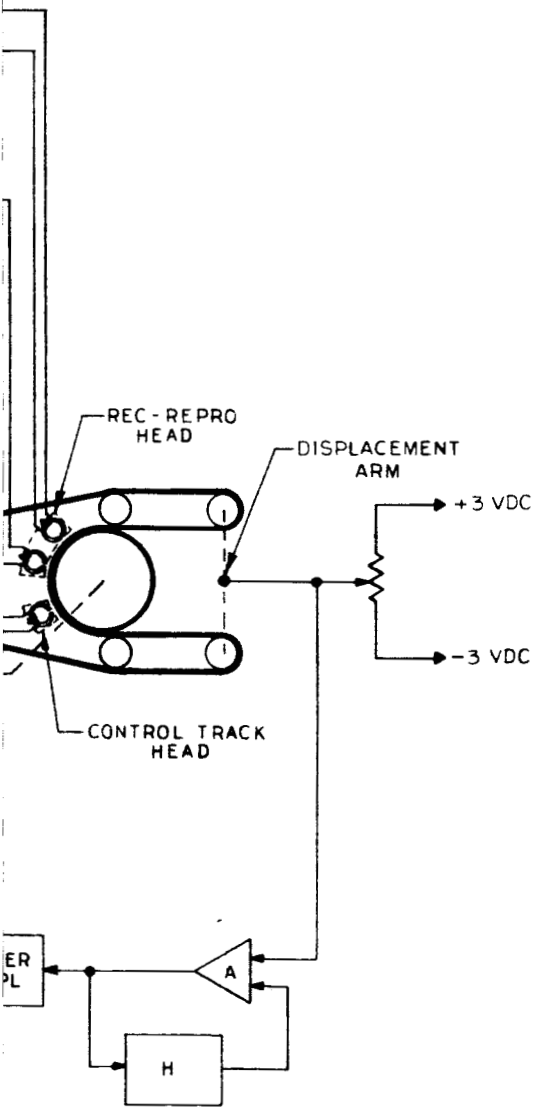 REC-REPRO
HEAD
DISPLACEMENT
ARM
+3 VDC
-3 VDC
CONTROL TRACK
HEAD
ER
PL
A
H